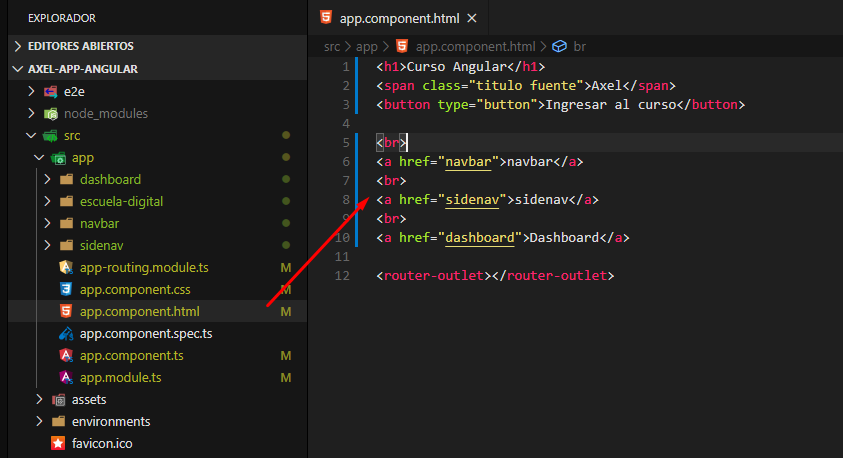 EXPLORADOR
EDITORES ABIERTOS
AXEL-APP-ANGULAR
e2e
node_modules
src
app
dashboard
escuela-digital
navbar
sidenav
app-routing.module.ts M
app.component.css M
app.component.html M
app.component.spec.ts
app.component.ts M
app.module.ts M
assets
environments
favicon.ico
app.component.html ×
src > app > app.component.html > br
1 <h1>Curso Angular</h1>
2 <span class="titulo fuente">Axel</span>
3 <button type="button">Ingresar al curso</button>
4
5 <br>
6 <a href="navbar">navbar</a>
7 <br>
8 <a href="sidenav">sidenav</a>
9 <br>
10 <a href="dashboard">Dashboard</a>
11
12 <router-outlet></router-outlet>